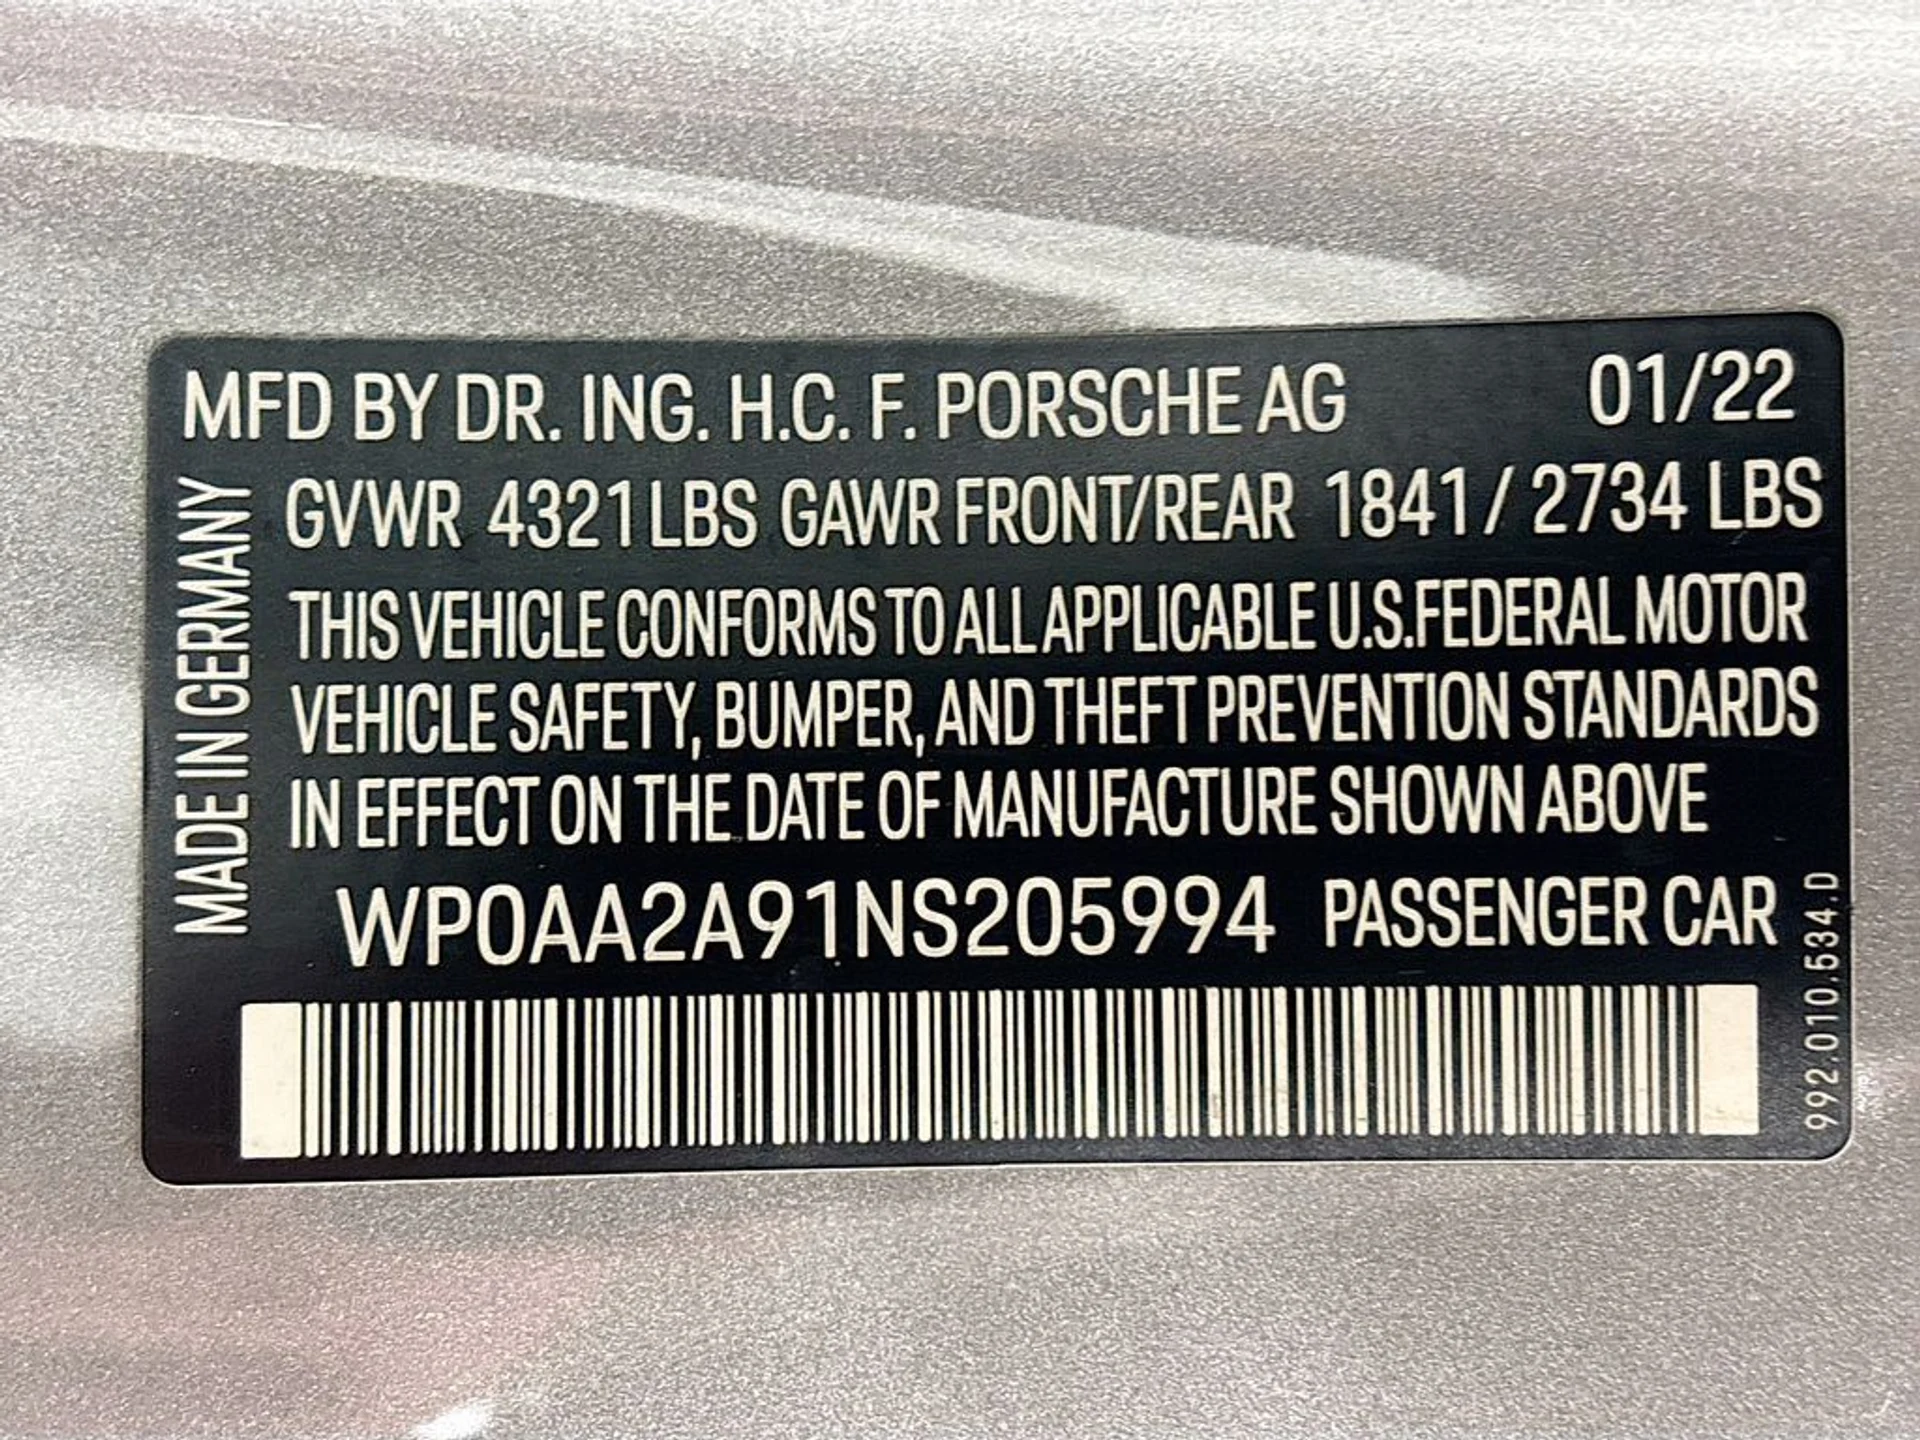 MFD BY DR. ING. H.C. F. PORSCHE AG 01/22
MADE IN GERMANY
GVWR 4321 LBS GAWR FRONT/REAR 1841 / 2734 LBS
THIS VEHICLE CONFORMS TO ALL APPLICABLE U.S.FEDERAL MOTOR
VEHICLE SAFETY, BUMPER, AND THEFT PREVENTION STANDARDS
IN EFFECT ON THE DATE OF MANUFACTURE SHOWN ABOVE
WP0AA2A91NS205994 PASSENGER CAR
992.010.534.D